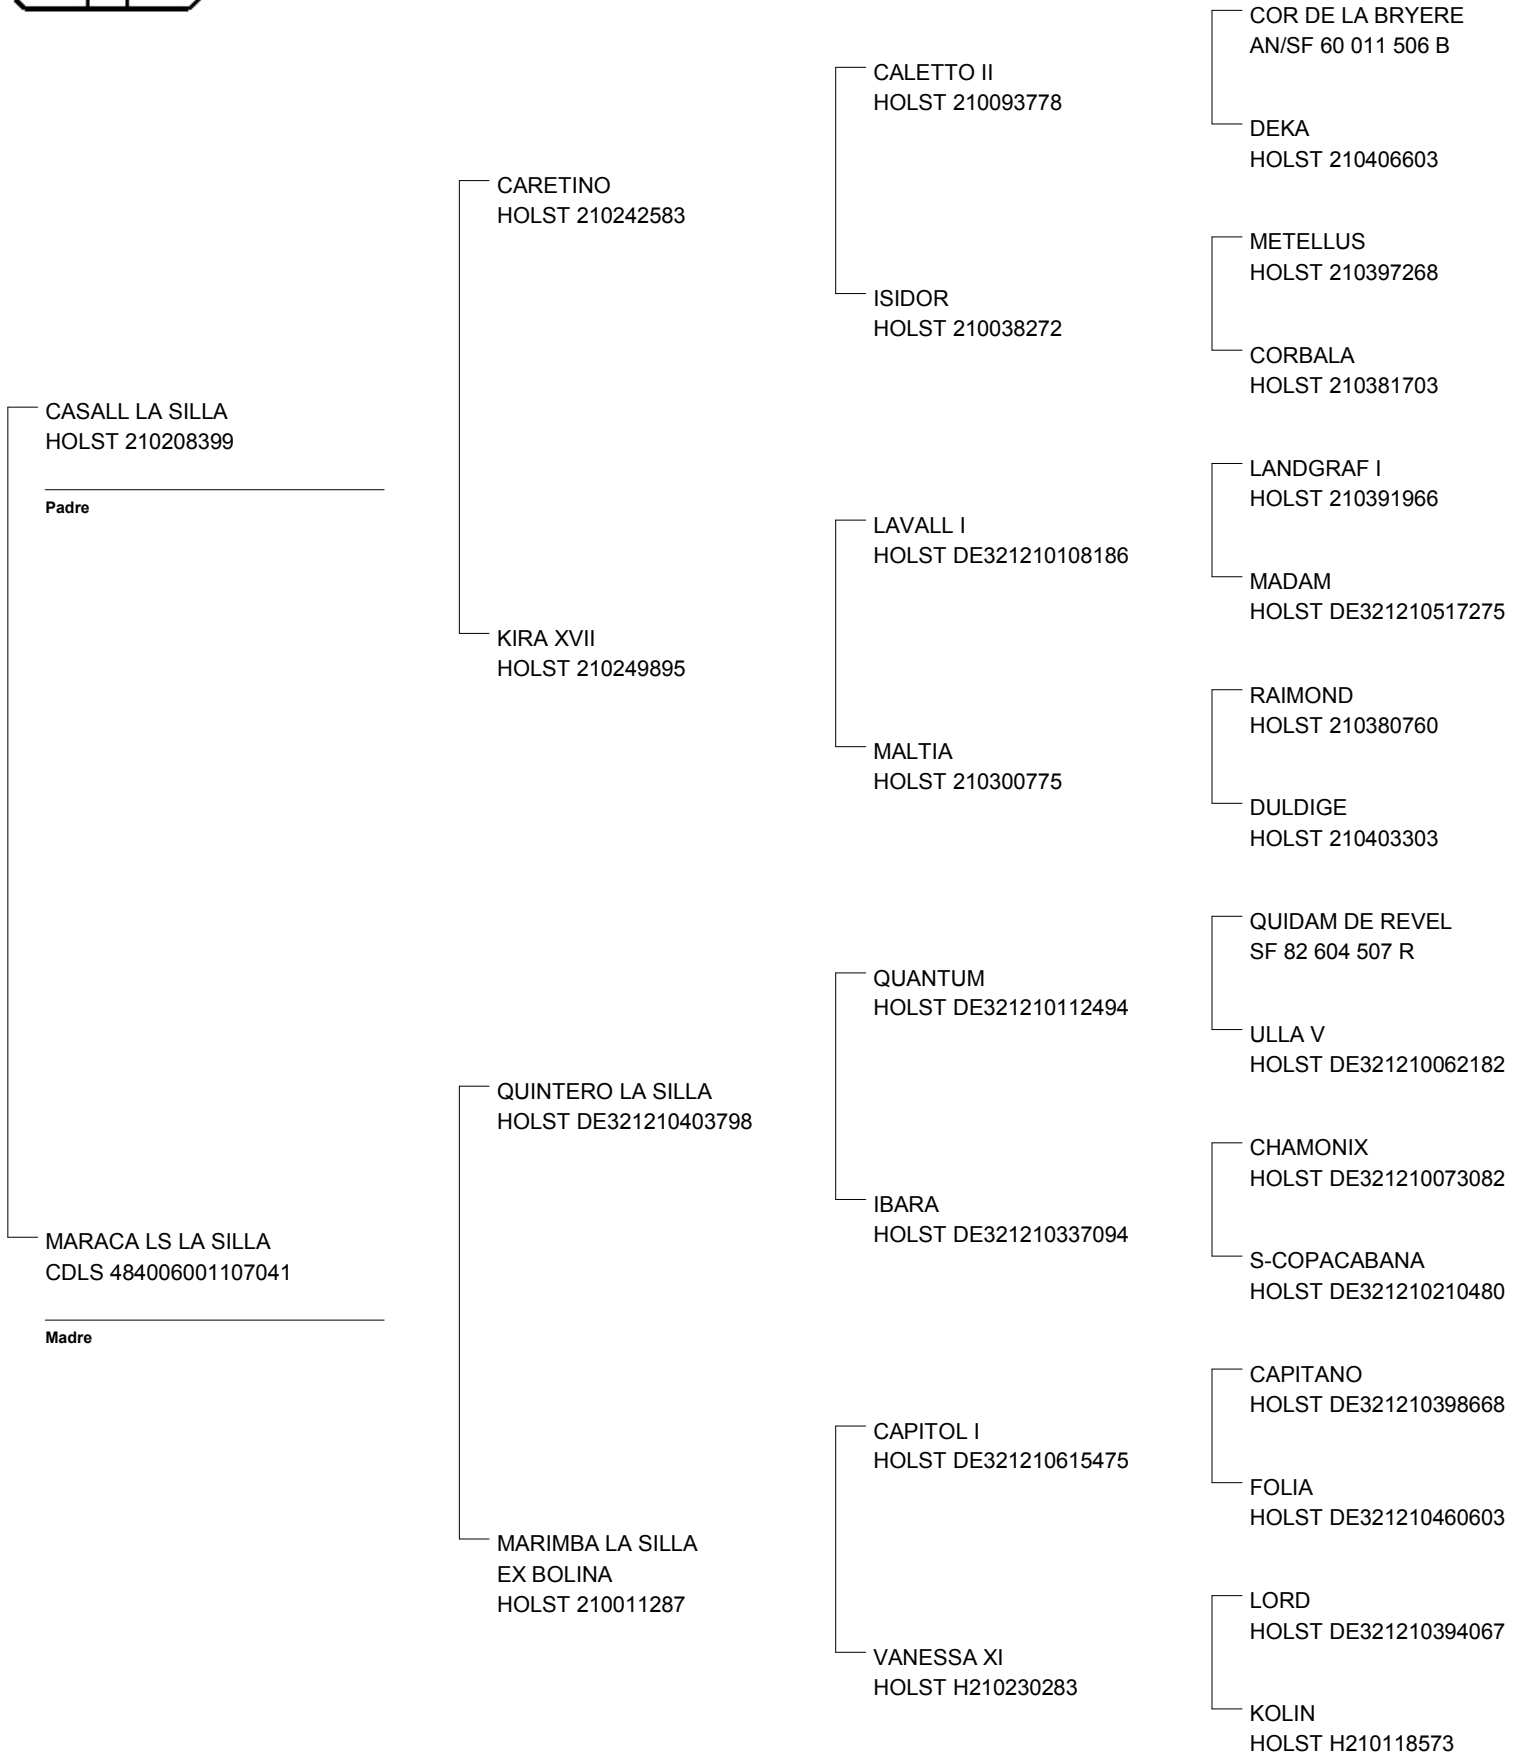 COR DE LA BRYERE
AN/SF 60 011 506 B
CALETTO II
HOLST 210093778
DEKA
HOLST 210406603
CARETINO
HOLST 210242583
METELLUS
HOLST 210397268
ISIDOR
HOLST 210038272
CORBALA
HOLST 210381703
CASALL LA SILLA
HOLST 210208399
Padre
LANDGRAF I
HOLST 210391966
LAVALL I
HOLST DE321210108186
MADAM
HOLST DE321210517275
KIRA XVII
HOLST 210249895
RAIMOND
HOLST 210380760
MALTIA
HOLST 210300775
DULDIGE
HOLST 210403303
QUIDAM DE REVEL
SF 82 604 507 R
QUANTUM
HOLST DE321210112494
ULLA V
HOLST DE321210062182
QUINTERO LA SILLA
HOLST DE321210403798
CHAMONIX
HOLST DE321210073082
IBARA
HOLST DE321210337094
S-COPACABANA
HOLST DE321210210480
MARACA LS LA SILLA
CDLS 484006001107041
Madre
CAPITANO
HOLST DE321210398668
CAPITOL I
HOLST DE321210615475
FOLIA
HOLST DE321210460603
MARIMBA LA SILLA
EX BOLINA
HOLST 210011287
LORD
HOLST DE321210394067
VANESSA XI
HOLST H210230283
KOLIN
HOLST H210118573